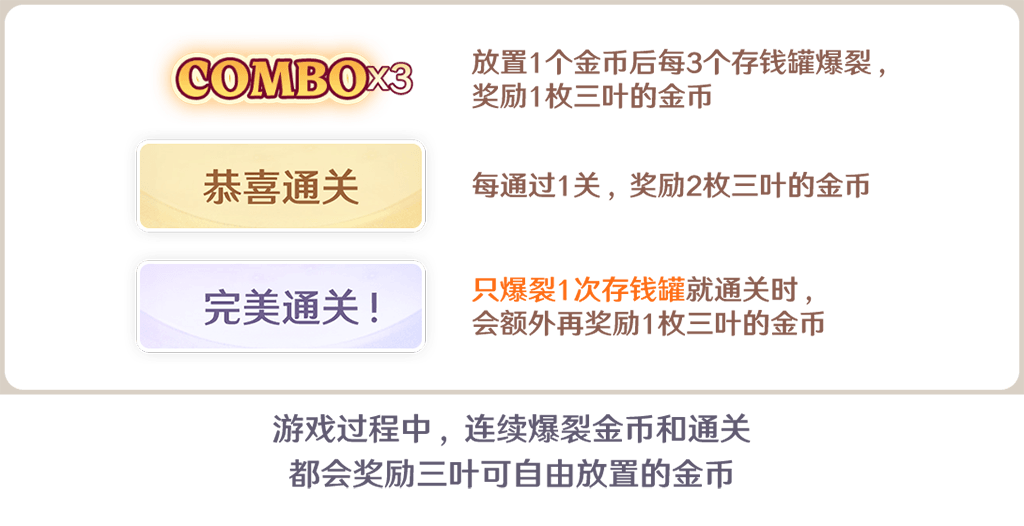 COMBOx3
放置1个金币后每3个存钱罐爆裂,
奖励1枚三叶的金币
恭喜通关
每通过1关, 奖励2枚三叶的金币
完美通关!
只爆裂1次存钱罐就通关时,
会额外再奖励1枚三叶的金币
游戏过程中, 连续爆裂金币和通关
都会奖励三叶可自由放置的金币